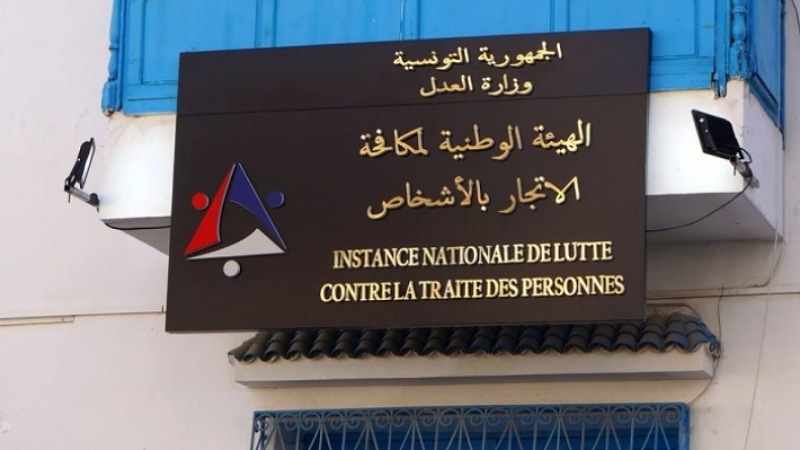 الجمهورية التونسية
وزارة العدل
الهيئة الوطنية لمكافحة
الاتجار بالأشخاص
INSTANCE NATIONALE DE LUTTE
CONTRE LA TRAITE DES PERSONNES